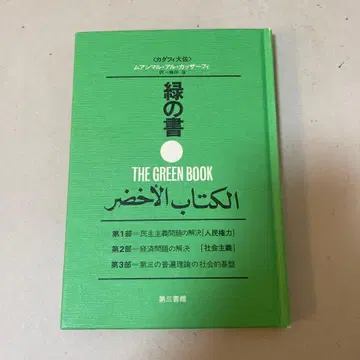 〈カダフィ大佐〉
ムアンマル・アル・カッザーフィ
訳=藤田 進
緑の書
THE GREEN BOOK
الكتاب الأخضر
第1部—民主主義問題の解決[人民権力]
第2部—経済問題の解決 [社会主義]
第3部—第三の普遍理論の社会的基盤
第三書館